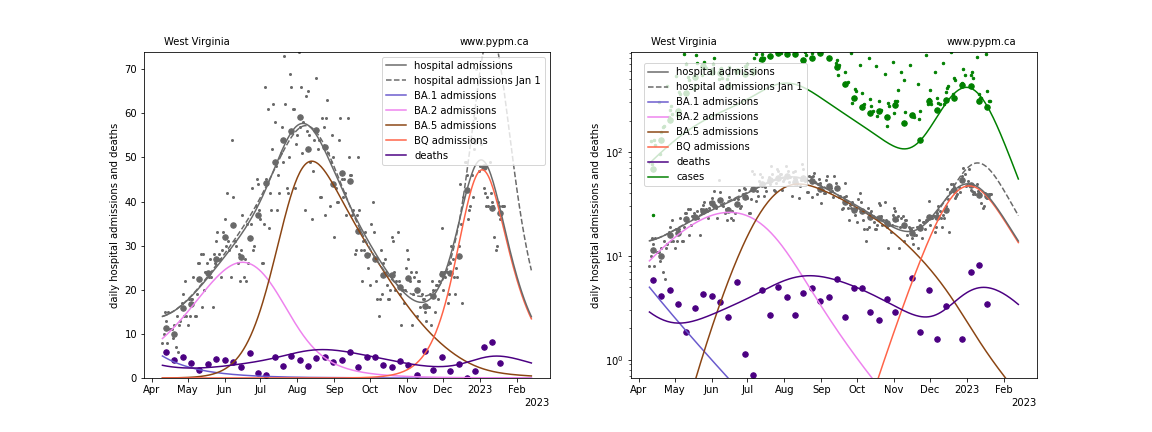 West Virginia www.pypm.ca
daily hospital admissions and deaths
70
60
50
40
30
20
10
0
hospital admissions
hospital admissions Jan 1
BA.1 admissions
BA.2 admissions
BA.5 admissions
BQ admissions
deaths
Apr May Jun Jul Aug Sep Oct Nov Dec 2023 Feb
2023
West Virginia www.pypm.ca
daily hospital admissions and deaths
10²
10¹
10⁰
hospital admissions
hospital admissions Jan 1
BA.1 admissions
BA.2 admissions
BA.5 admissions
BQ admissions
deaths
cases
Apr May Jun Jul Aug Sep Oct Nov Dec 2023 Feb
2023